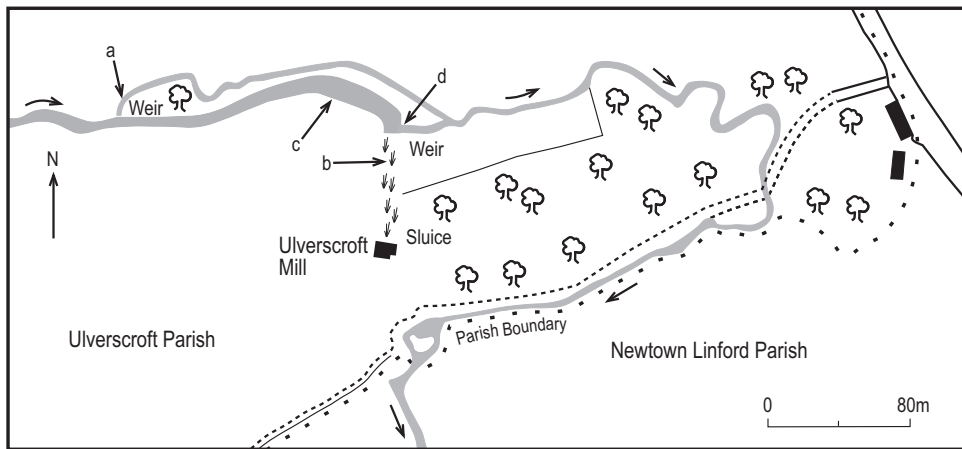 a
Weir
d
c
Weir
b
N
Sluice
Ulverscroft
Mill
Ulverscroft Parish
Parish Boundary
Newtown Linford Parish
0
80m